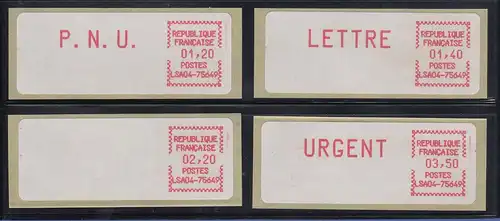 P. N. U.
REPUBLIQUE
FRANÇAISE
01,20
POSTES
LSA04-75649
LETTRE
REPUBLIQUE
FRANÇAISE
01,40
POSTES
LSA04-75649
REPUBLIQUE
FRANÇAISE
02,20
POSTES
LSA04-75649
URGENT
REPUBLIQUE
FRANÇAISE
03,50
POSTES
LSA04-75649